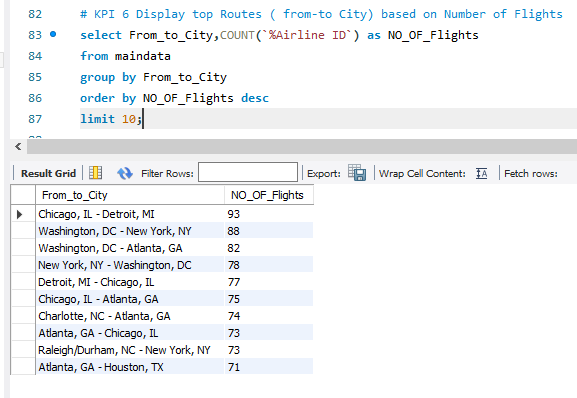 82 # KPI 6 Display top Routes ( from-to City) based on Number of Flights
83 select From_to_City,COUNT(`%Airline ID`) as NO_OF_Flights
84 from maindata
85 group by From_to_City
86 order by NO_OF_Flights desc
87 limit 10;
Result Grid Filter Rows: Export: Wrap Cell Content: Fetch rows:
From_to_City NO_OF_Flights
Chicago, IL - Detroit, MI 93
Washington, DC - New York, NY 88
Washington, DC - Atlanta, GA 82
New York, NY - Washington, DC 78
Detroit, MI - Chicago, IL 77
Chicago, IL - Atlanta, GA 75
Charlotte, NC - Atlanta, GA 74
Atlanta, GA - Chicago, IL 73
Raleigh/Durham, NC - New York, NY 73
Atlanta, GA - Houston, TX 71